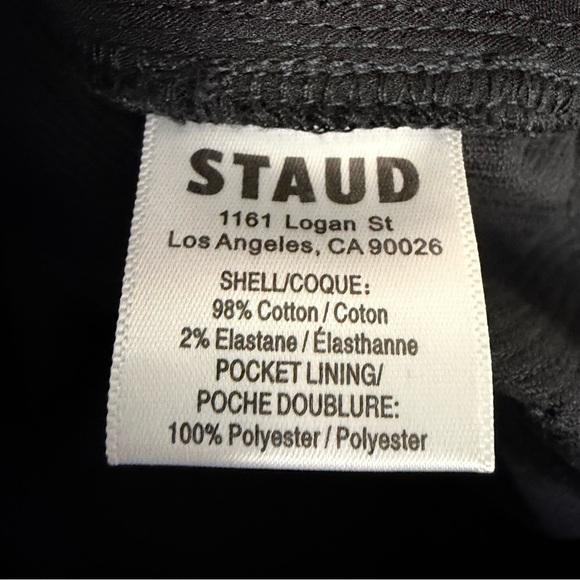 STAUD
1161 Logan St
Los Angeles, CA 90026
SHELL/COQUE:
98% Cotton / Coton
2% Elastane / Élasthanne
POCKET LINING/
POCHE DOUBLURE:
100% Polyester / Polyester